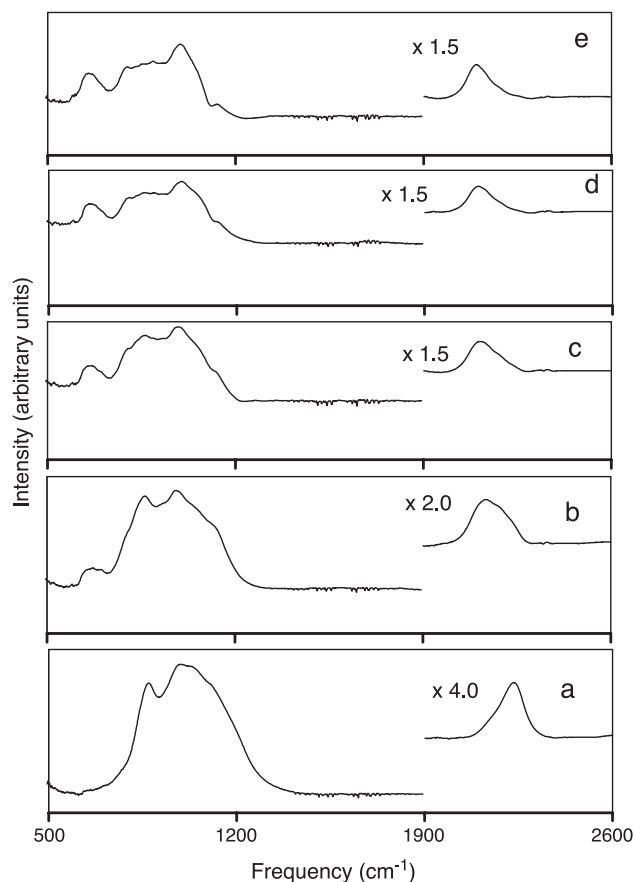 x 1.5 e
x 1.5 d
x 1.5 c
x 2.0 b
x 4.0 a
Intensity (arbitrary units)
500 1200 1900 2600
Frequency (cm⁻¹)